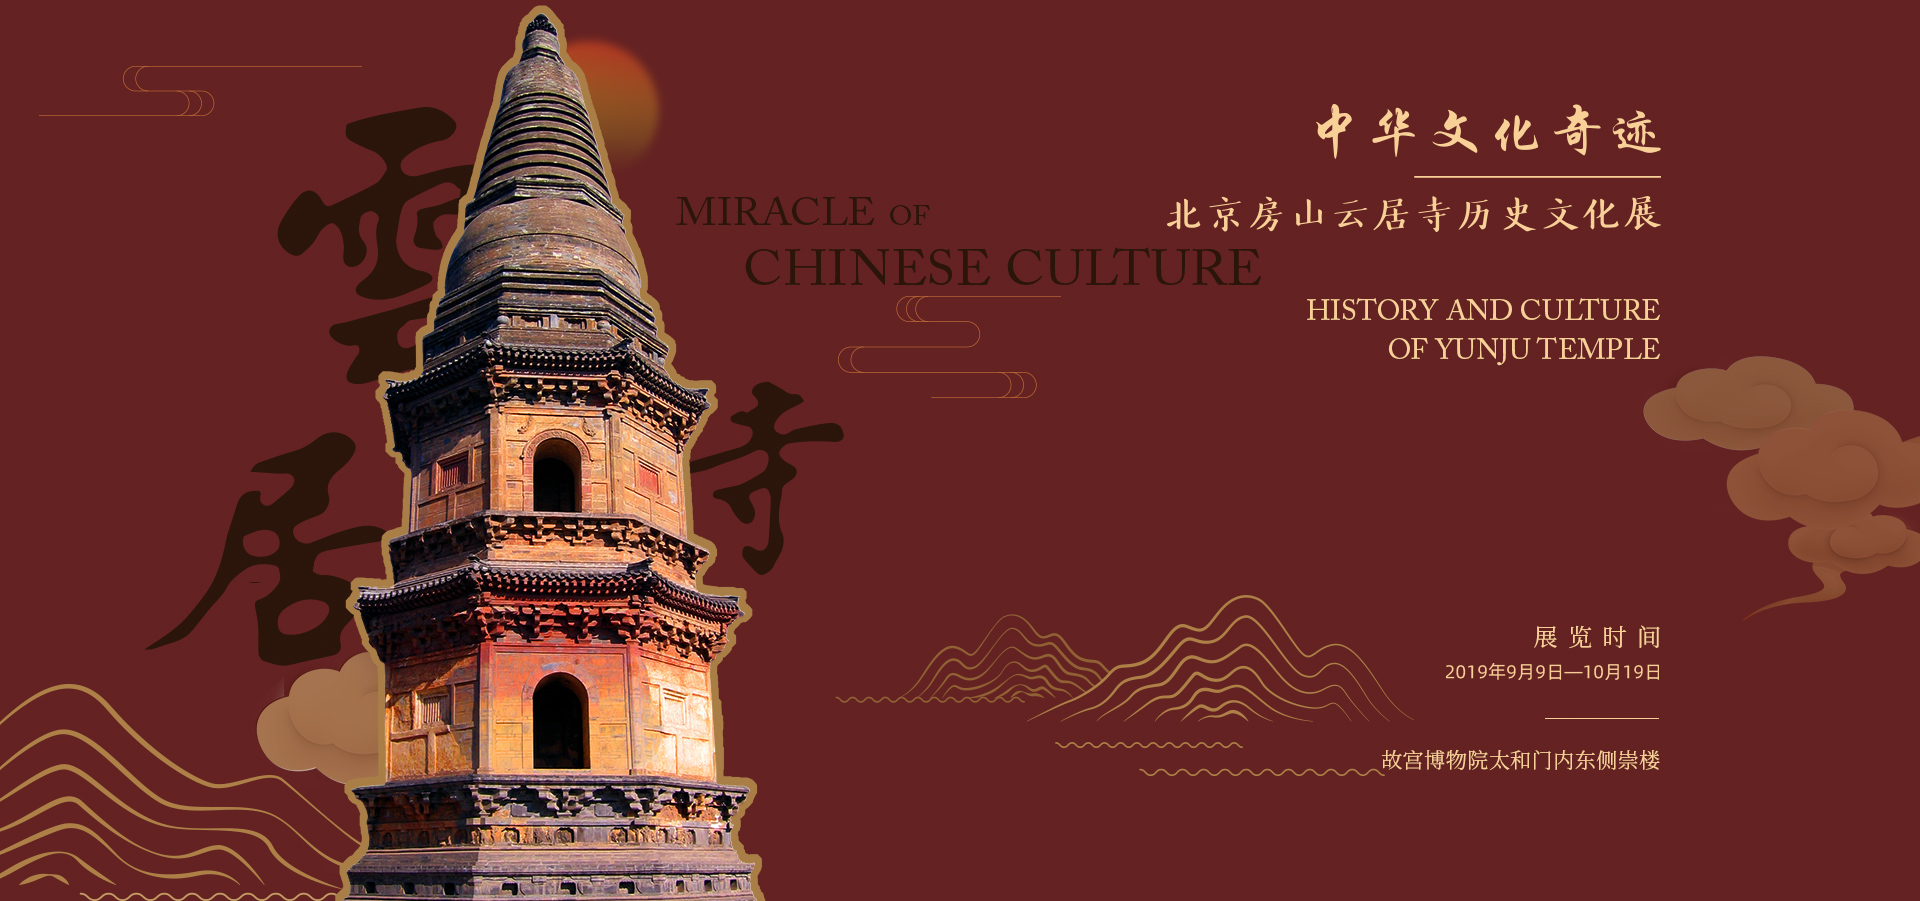 雲
居
寺
MIRACLE OF
CHINESE CULTURE
中华文化奇迹
北京房山云居寺历史文化展
HISTORY AND CULTURE
OF YUNJU TEMPLE
展览时间
2019年9月9日—10月19日
故宫博物院太和门内东侧崇楼